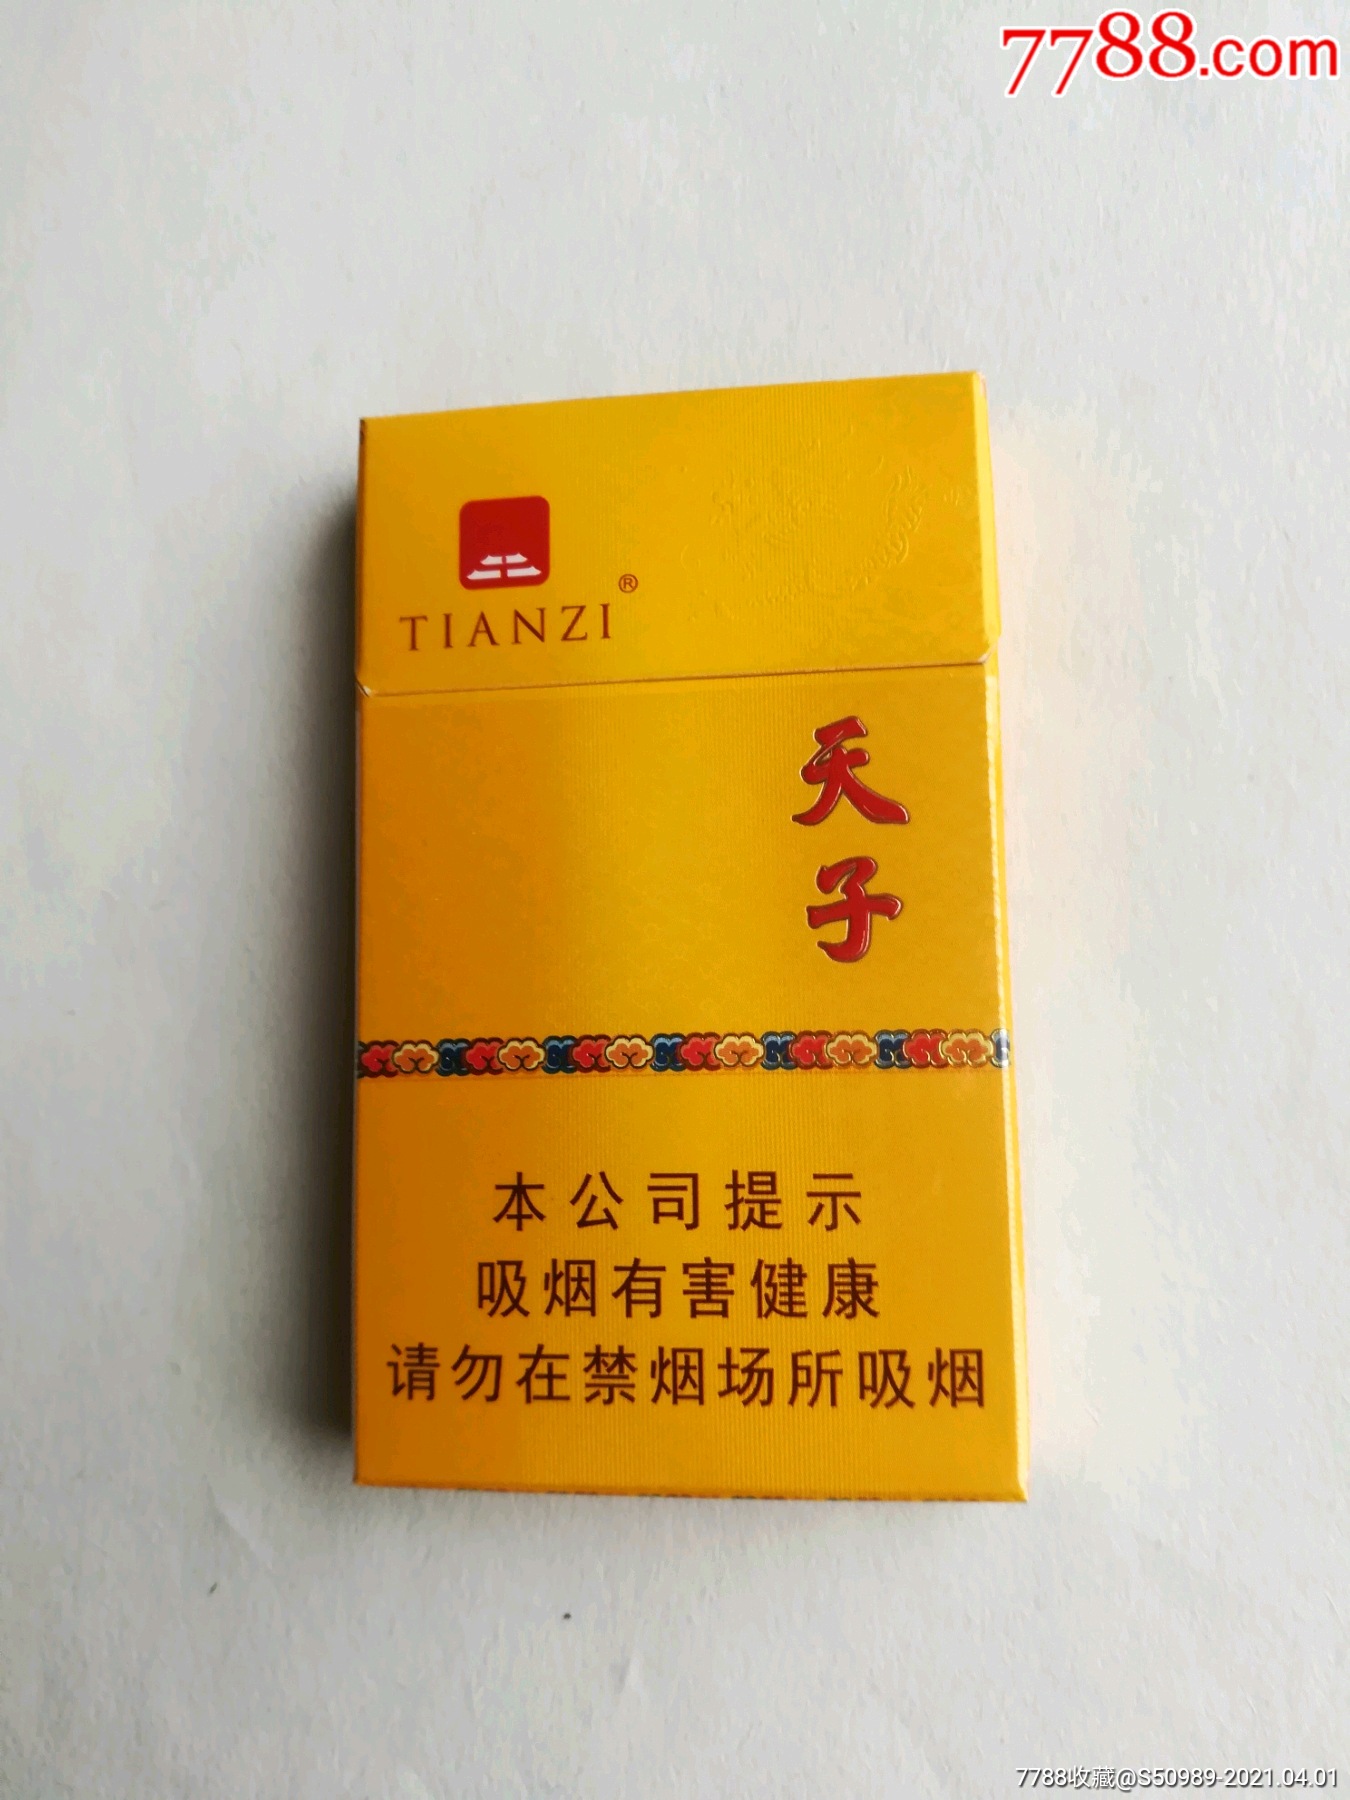 7788.com
TIANZI®
天子
本公司提示
吸烟有害健康
请勿在禁烟场所吸烟
7788收藏@S50989-2021.04.01